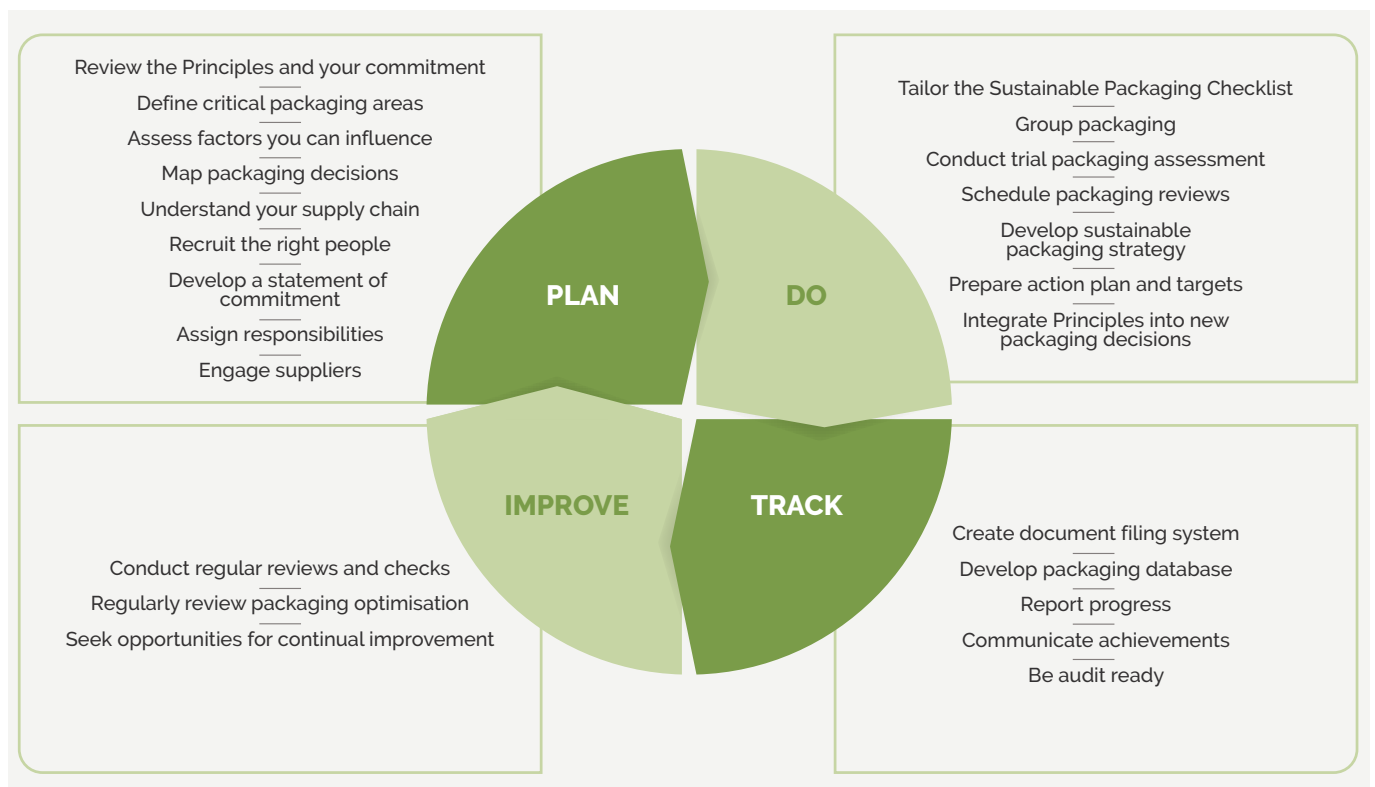 Review the Principles and your commitment
Define critical packaging areas
Assess factors you can influence
Map packaging decisions
Understand your supply chain
Recruit the right people
Develop a statement of
commitment
Assign responsibilities
Engage suppliers
PLAN
DO
Tailor the Sustainable Packaging Checklist
Group packaging
Conduct trial packaging assessment
Schedule packaging reviews
Develop sustainable
packaging strategy
Prepare action plan and targets
Integrate Principles into new
packaging decisions
IMPROVE
Conduct regular reviews and checks
Regularly review packaging optimisation
Seek opportunities for continual improvement
TRACK
Create document filing system
Develop packaging database
Report progress
Communicate achievements
Be audit ready